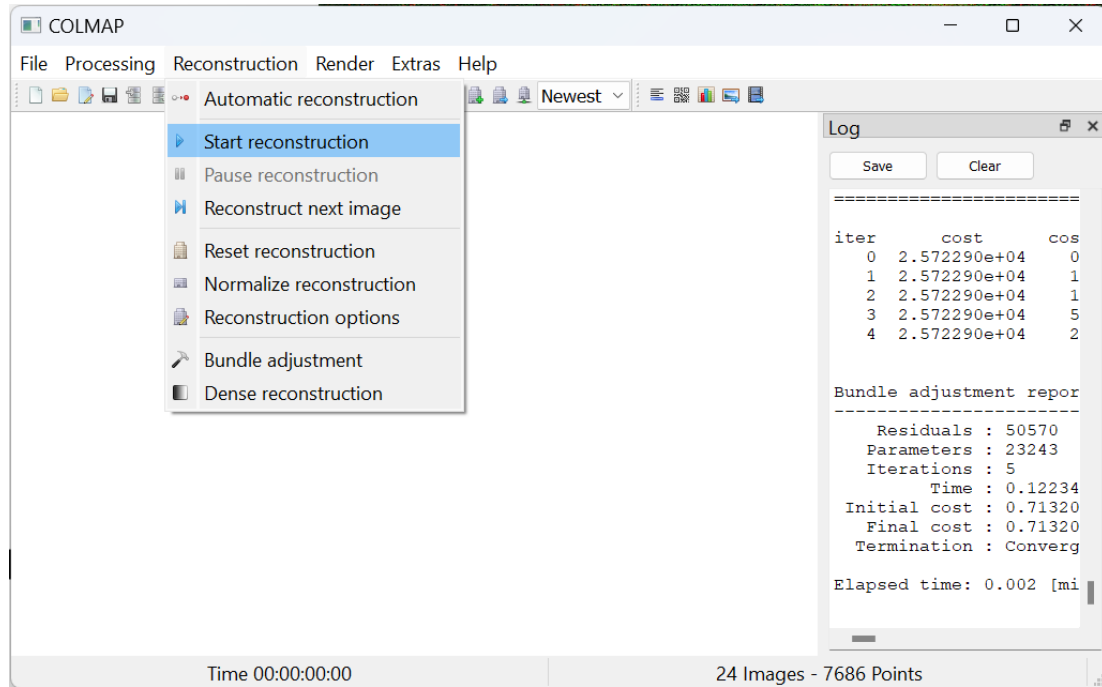 COLMAP
File Processing Reconstruction Render Extras Help
Newest
Automatic reconstruction
Start reconstruction
Pause reconstruction
Reconstruct next image
Reset reconstruction
Normalize reconstruction
Reconstruction options
Bundle adjustment
Dense reconstruction
Log
Save Clear
========================
iter cost cos
0 2.572290e+04 0
1 2.572290e+04 1
2 2.572290e+04 1
3 2.572290e+04 5
4 2.572290e+04 2
Bundle adjustment repor
------------------------
Residuals : 50570
Parameters : 23243
Iterations : 5
Time : 0.12234
Initial cost : 0.71320
Final cost : 0.71320
Termination : Converg
Elapsed time: 0.002 [mi
Time 00:00:00:00
24 Images - 7686 Points